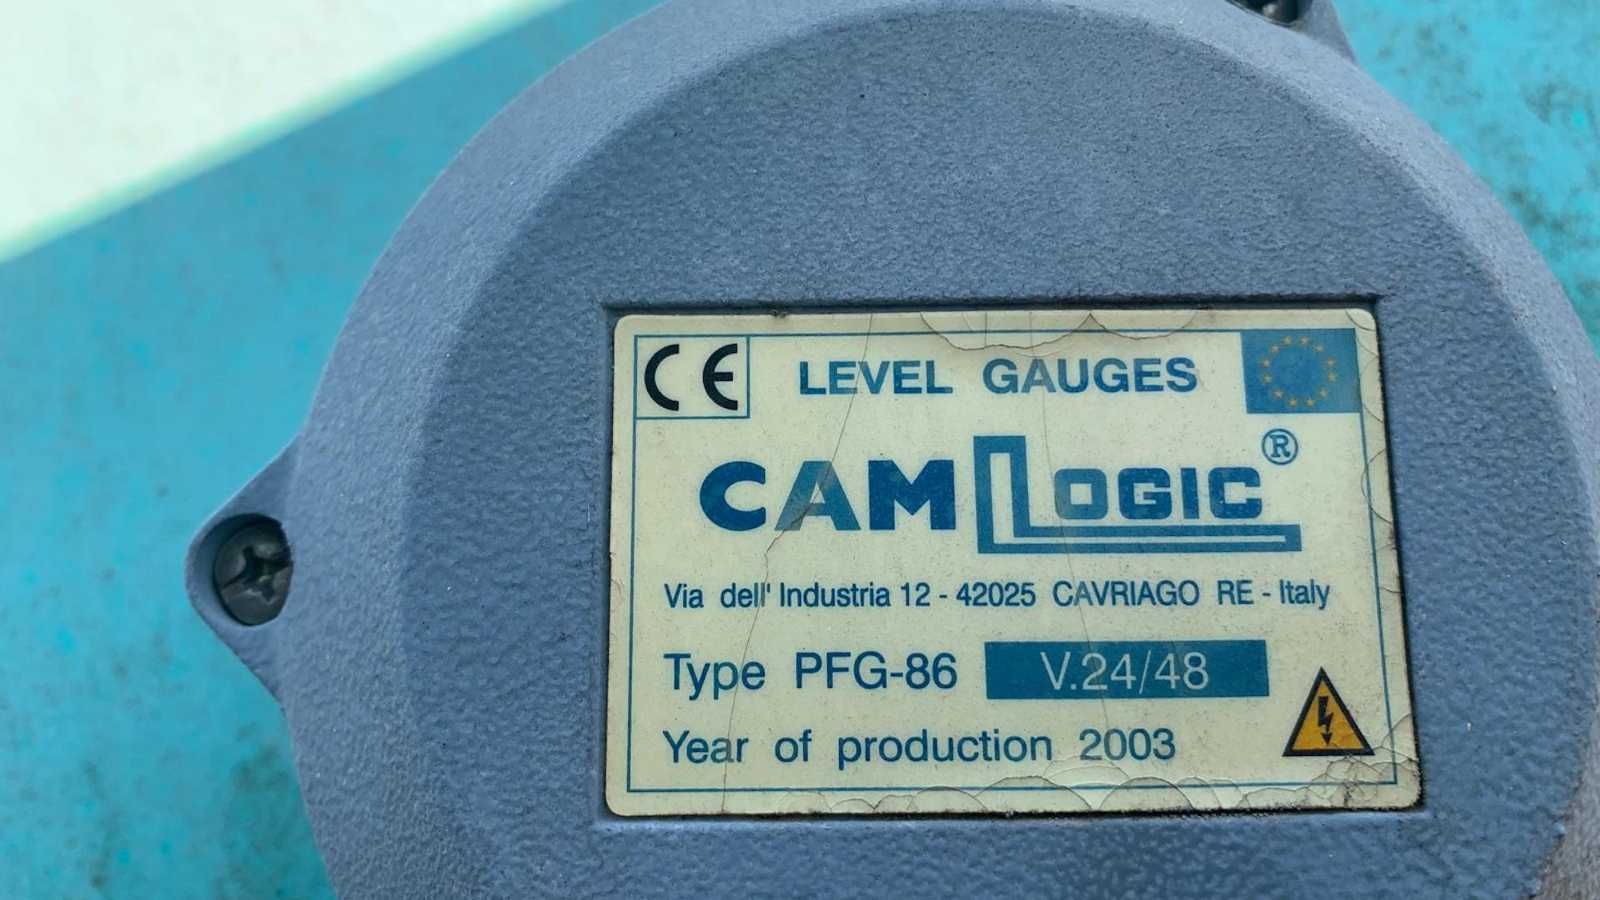 CE LEVEL GAUGES
CAMLOGIC®
Via dell' Industria 12 - 42025 CAVRIAGO RE - Italy
Type PFG-86 V.24/48
Year of production 2003